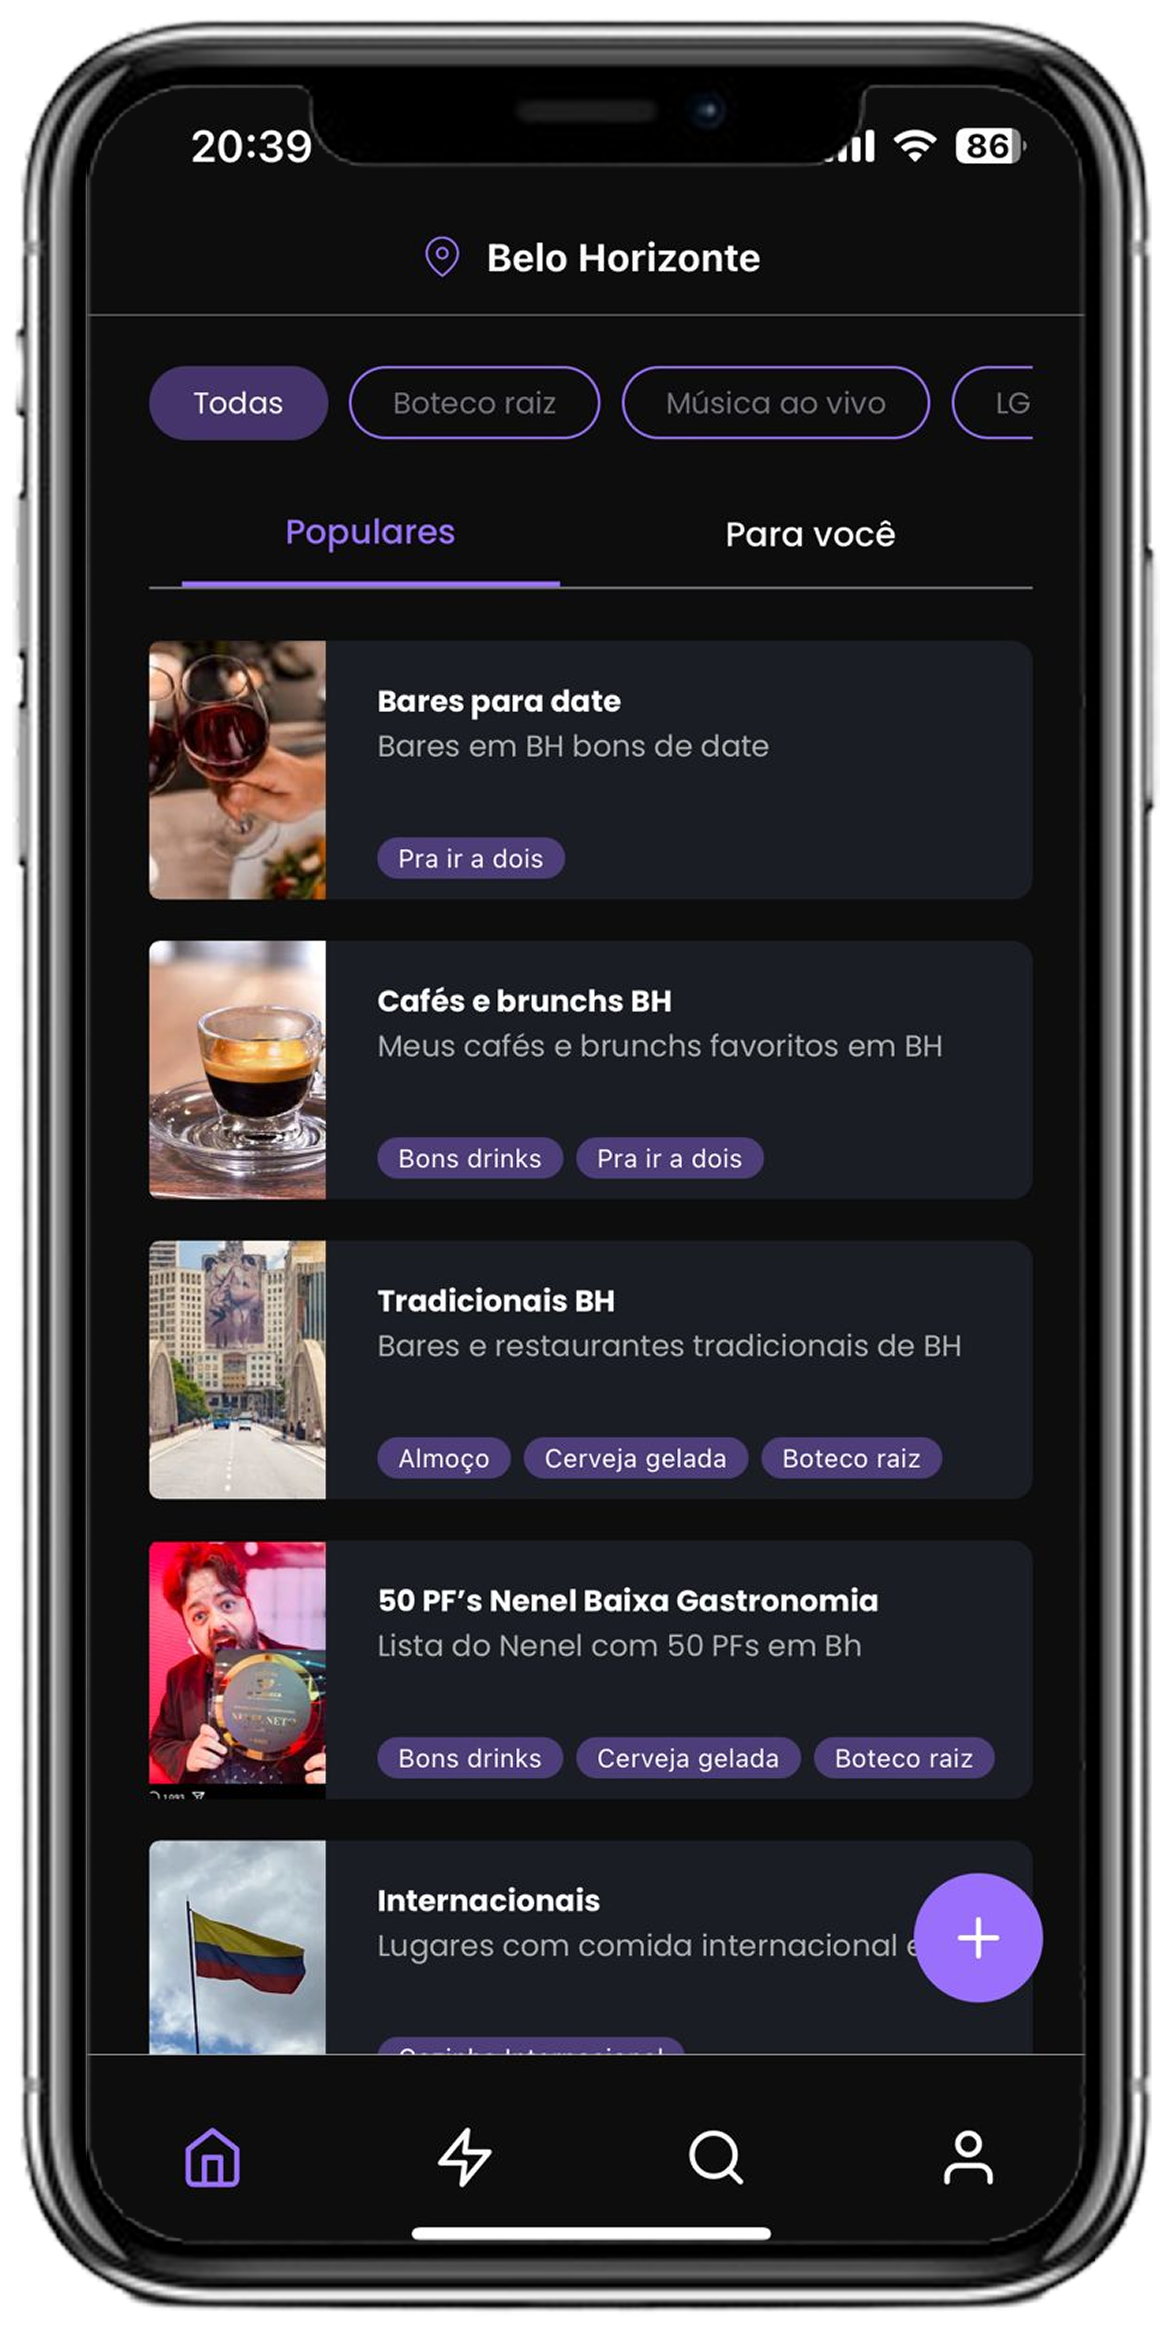 20:39
86
Belo Horizonte
Todas
Boteco raiz
Música ao vivo
LG
Populares
Para você
Bares para date
Bares em BH bons de date
Pra ir a dois
Cafés e brunchs BH
Meus cafés e brunchs favoritos em BH
Bons drinks
Pra ir a dois
Tradicionais BH
Bares e restaurantes tradicionais de BH
Almoço
Cerveja gelada
Boteco raiz
50 PF’s Nenel Baixa Gastronomia
Lista do Nenel com 50 PFs em Bh
Bons drinks
Cerveja gelada
Boteco raiz
Internacionais
Lugares com comida internacional e